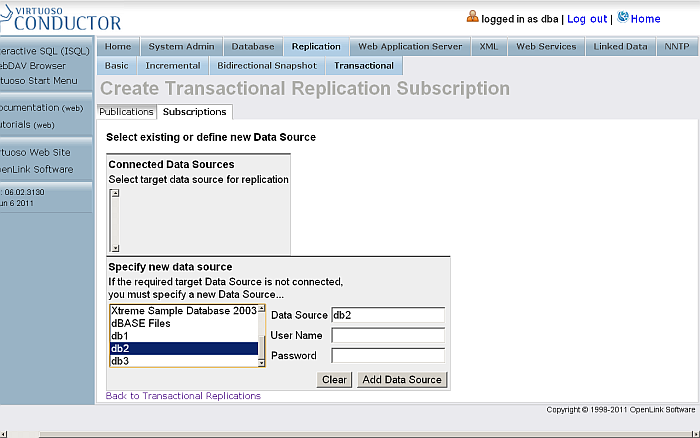 VIRTUOSO
CONDUCTOR
logged in as dba | Log out | Home
teractive SQL (ISQL)
ebDAV Browser
rtuoso Start Menu
ocumentation (web)
utorials (web)
rtuoso Web Site
penLink Software
: 06.02.3130
un 6 2011
Home System Admin Database Replication Web Application Server XML Web Services Linked Data NNTP
Basic Incremental Bidirectional Snapshot Transactional
Create Transactional Replication Subscription
Publications Subscriptions
Select existing or define new Data Source
Connected Data Sources
Select target data source for replication
Specify new data source
If the required target Data Source is not connected,
you must specify a new Data Source...
Xtreme Sample Database 2003
dBASE Files
db1
db2
db3
Data Source db2
User Name
Password
Clear Add Data Source
Back to Transactional Replications
Copyright © 1998-2011 OpenLink Software